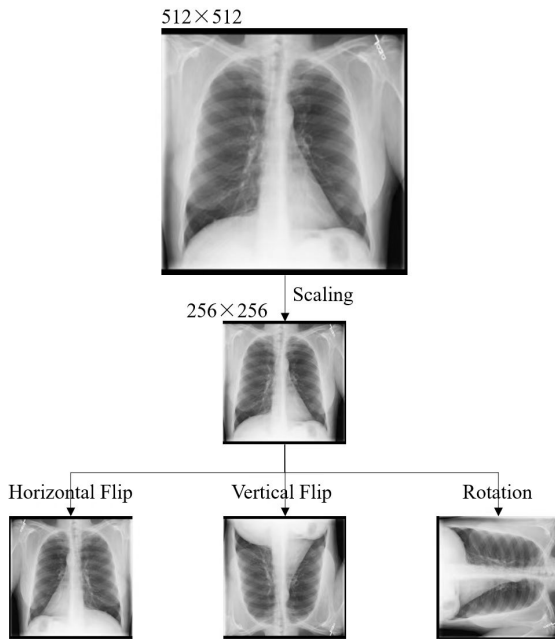 512×512
Scaling
256×256
Horizontal Flip
Vertical Flip
Rotation